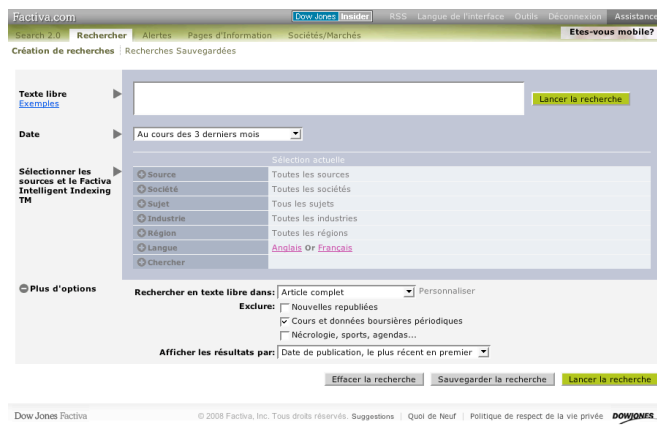 Factiva.com Dow Jones Insider RSS Langue de l'interface Outils Déconnexion Assistance
Search 2.0 Rechercher Alertes Pages d'Information Sociétés/Marchés Etes-vous mobile?
Création de recherches Recherches Sauvegardées
Texte libre
Exemples
Lancer la recherche
Date Au cours des 3 derniers mois
Sélection actuelle
Sélectionner les
sources et le Factiva
Intelligent Indexing
TM
Source Toutes les sources
Société Toutes les sociétés
Sujet Tous les sujets
Industrie Toutes les industries
Région Toutes les régions
Langue Anglais Or Français
Chercher
Plus d'options Rechercher en texte libre dans: Article complet Personnaliser
Exclure: Nouvelles republiées
Cours et données boursières périodiques
Nécrologie, sports, agendas...
Afficher les résultats par: Date de publication, le plus récent en premier
Effacer la recherche Sauvegarder la recherche Lancer la recherche
Dow Jones Factiva © 2008 Factiva, Inc. Tous droits réservés. Suggestions | Quoi de Neuf | Politique de respect de la vie privée DOWJONES